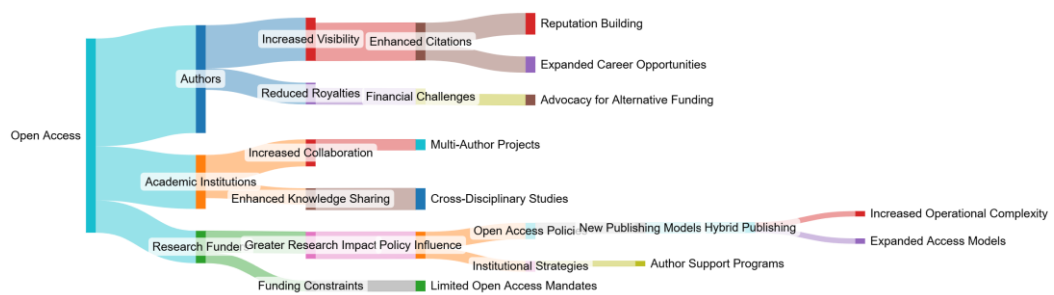 Reputation Building
Increased Visibility
Enhanced Citations
Expanded Career Opportunities
Authors
Reduced Royalties
Financial Challenges
Advocacy for Alternative Funding
Open Access
Increased Collaboration
Multi-Author Projects
Academic Institutions
Enhanced Knowledge Sharing
Cross-Disciplinary Studies
Increased Operational Complexity
Open Access Policies
New Publishing Models
Hybrid Publishing
Research Funders
Greater Research Impact
Policy Influence
Expanded Access Models
Institutional Strategies
Author Support Programs
Funding Constraints
Limited Open Access Mandates